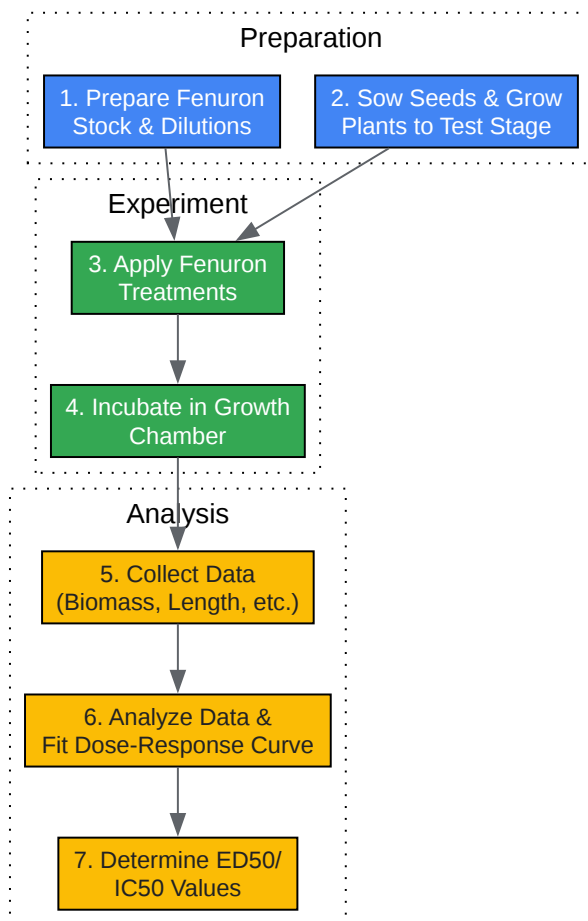 Preparation
1. Prepare Fenuron
Stock & Dilutions
2. Sow Seeds & Grow
Plants to Test Stage
Experiment
3. Apply Fenuron
Treatments
4. Incubate in Growth
Chamber
Analysis
5. Collect Data
(Biomass, Length, etc.)
6. Analyze Data &
Fit Dose-Response Curve
7. Determine ED50/
IC50 Values